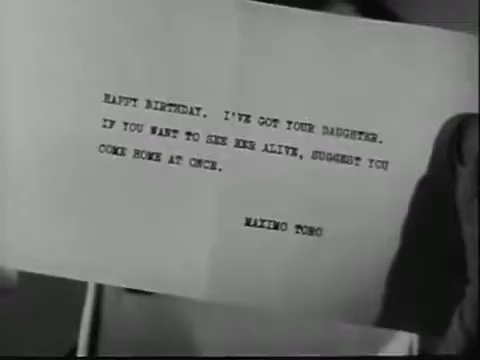 HAPPY BIRTHDAY. I'VE GOT YOUR DAUGHTER.
IF YOU WANT TO SEE HER ALIVE, SUGGEST YOU
COME HOME AT ONCE.
MAXIMO TORO